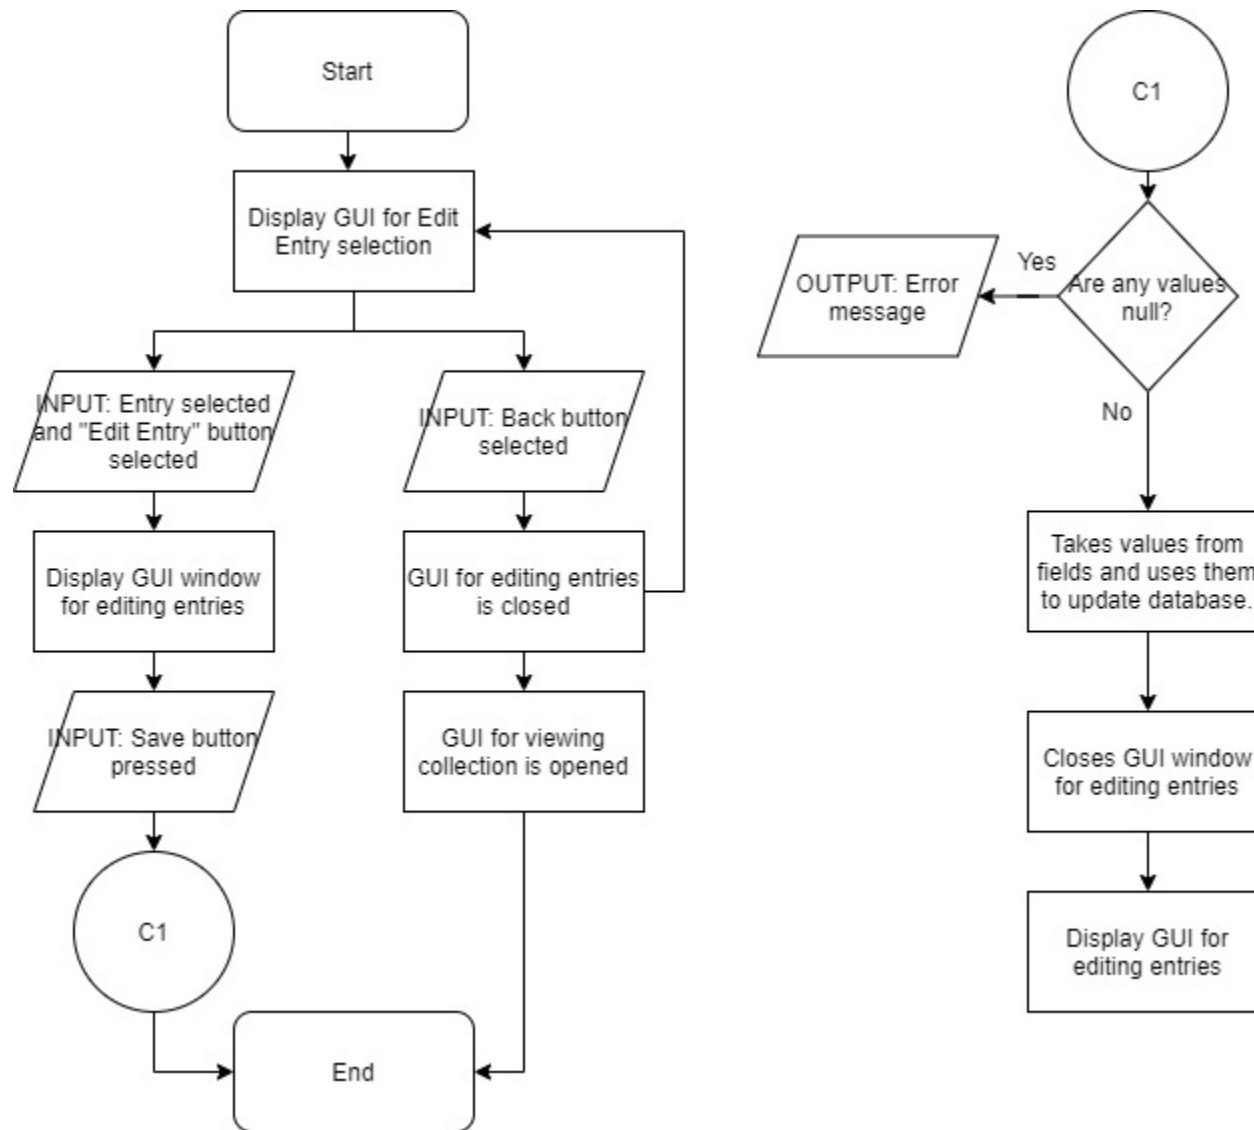 Start
Display GUI for Edit
Entry selection
INPUT: Entry selected
and "Edit Entry" button
selected
INPUT: Back button
selected
Display GUI window
for editing entries
GUI for editing entries
is closed
INPUT: Save button
pressed
GUI for viewing
collection is opened
C1
End
C1
Are any values
null?
Yes
OUTPUT: Error
message
No
Takes values from
fields and uses them
to update database.
Closes GUI window
for editing entries
Display GUI for
editing entries